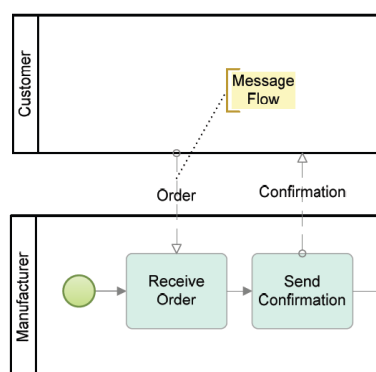 Customer
Message
Flow
Order
Confirmation
Manufacturer
Receive
Order
Send
Confirmation